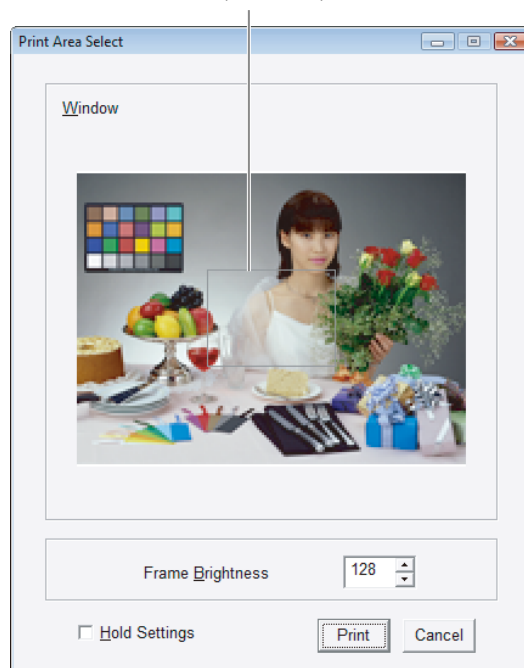 Print Area Select
Window
Frame Brightness
128
Hold Settings
Print
Cancel